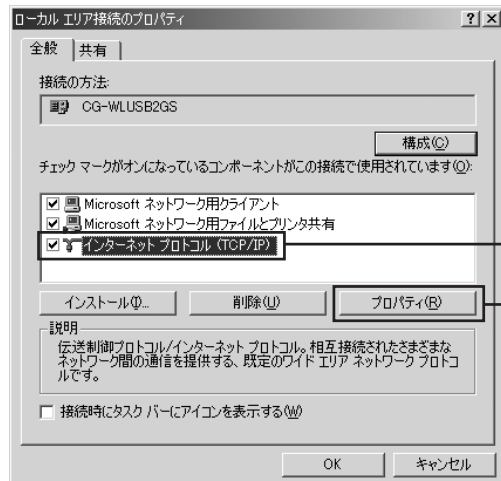 ローカル エリア接続のプロパティ
全般
共有
接続の方法:
CG-WLUSB2GS
構成(C)
チェック マークがオンになっているコンポーネントがこの接続で使用されています(O):
Microsoft ネットワーク用クライアント
Microsoft ネットワーク用ファイルとプリンタ共有
インターネット プロトコル (TCP/IP)
インストール(I)...
削除(U)
プロパティ(R)
説明
伝送制御プロトコル/インターネット プロトコル。相互接続されたさまざまな
ネットワーク間の通信を提供する、既定のワイド エリア ネットワーク プロトコ
ルです。
接続時にタスク バーにアイコンを表示する(W)
OK
キャンセル